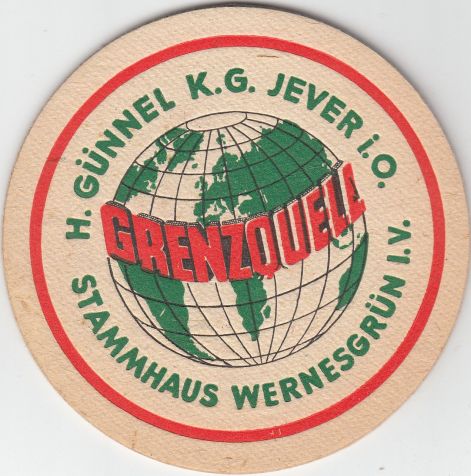 H. GÜNNEL K.G. JEVER i.O.
GRENZQUELL
STAMMHAUS WERNESGRÜN I.V.